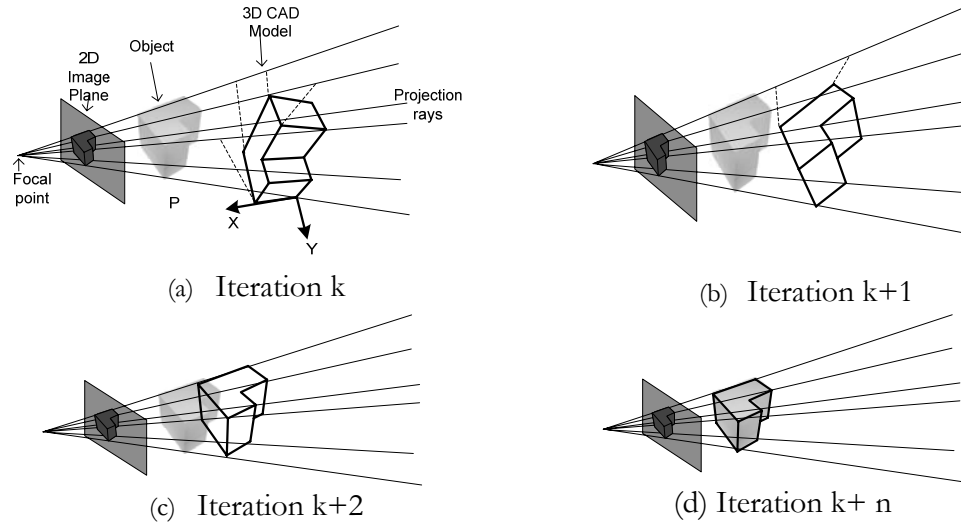 3D CAD
Model
Object
2D
Image
Plane
Projection
rays
Focal
point
P
X
Y
(a) Iteration k
(b) Iteration k+1
(c) Iteration k+2
(d) Iteration k+ n